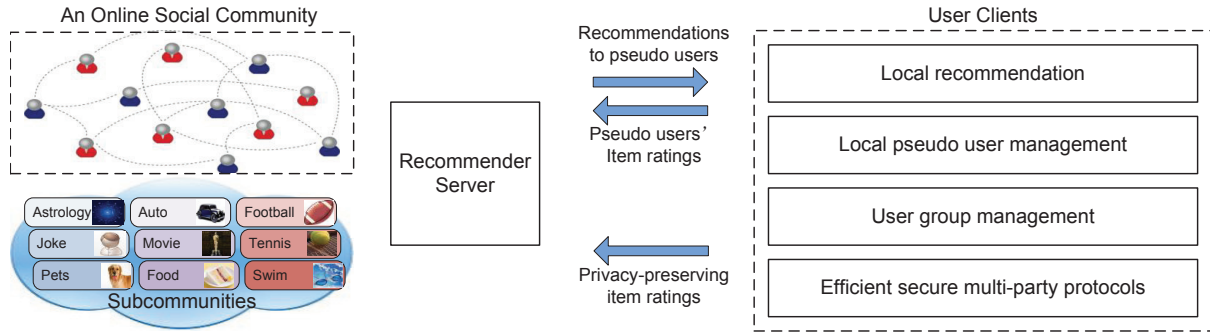 An Online Social Community
Astrology
Auto
Football
Joke
Movie
Tennis
Pets
Food
Swim
Subcommunities
Recommender
Server
Recommendations
to pseudo users
Pseudo users’
Item ratings
Privacy-preserving
item ratings
User Clients
Local recommendation
Local pseudo user management
User group management
Efficient secure multi-party protocols